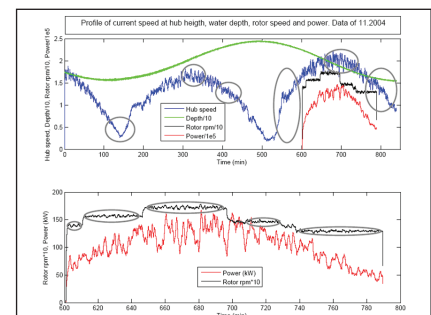 Profile of current speed at hub heigth, water depth, rotor speed and power. Data of 11.2004
Hub speed, Depth/10, Rotor rpm/10, Power/1e5
2.5
2
1.5
1
0.5
0
Hub speed
Depth/10
Rotor rpm/10
Power/1e5
0 100 200 300 400 500 600 700 800
Time (min)
Rotor rpm*10, Power (kW)
200
150
100
50
0
Power (kW)
Rotor rpm*10
600 620 640 660 680 700 720 740 760 780 800
Time (min)